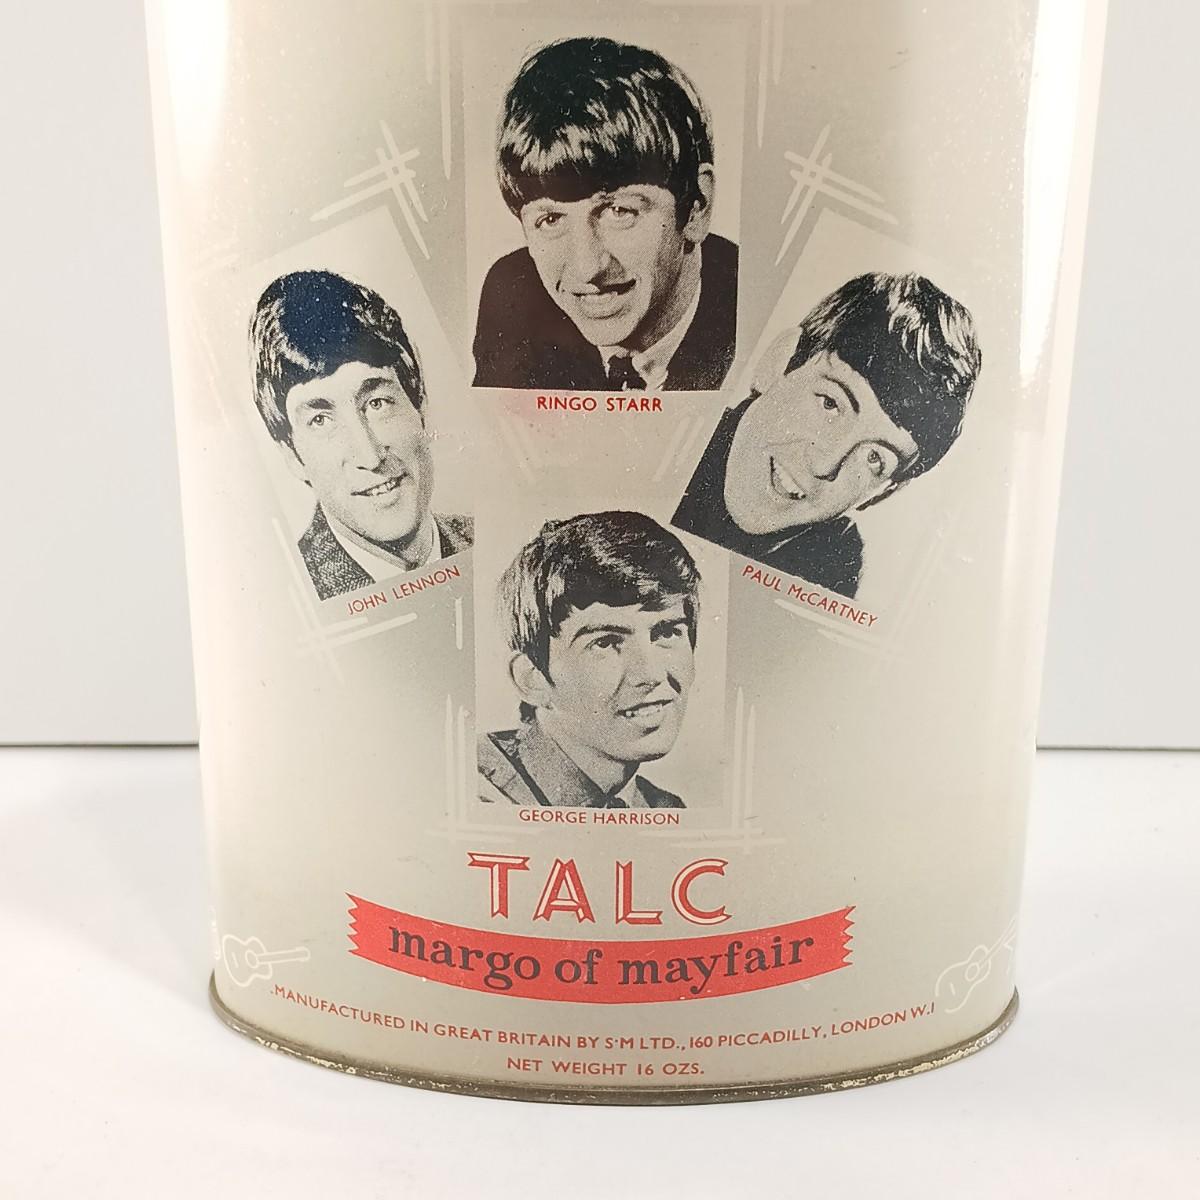 RINGO STARR
JOHN LENNON
PAUL McCARTNEY
GEORGE HARRISON
TALC
margo of mayfair
.MANUFACTURED IN GREAT BRITAIN BY S·M LTD., 160 PICCADILLY, LONDON W.I
NET WEIGHT 16 OZS.